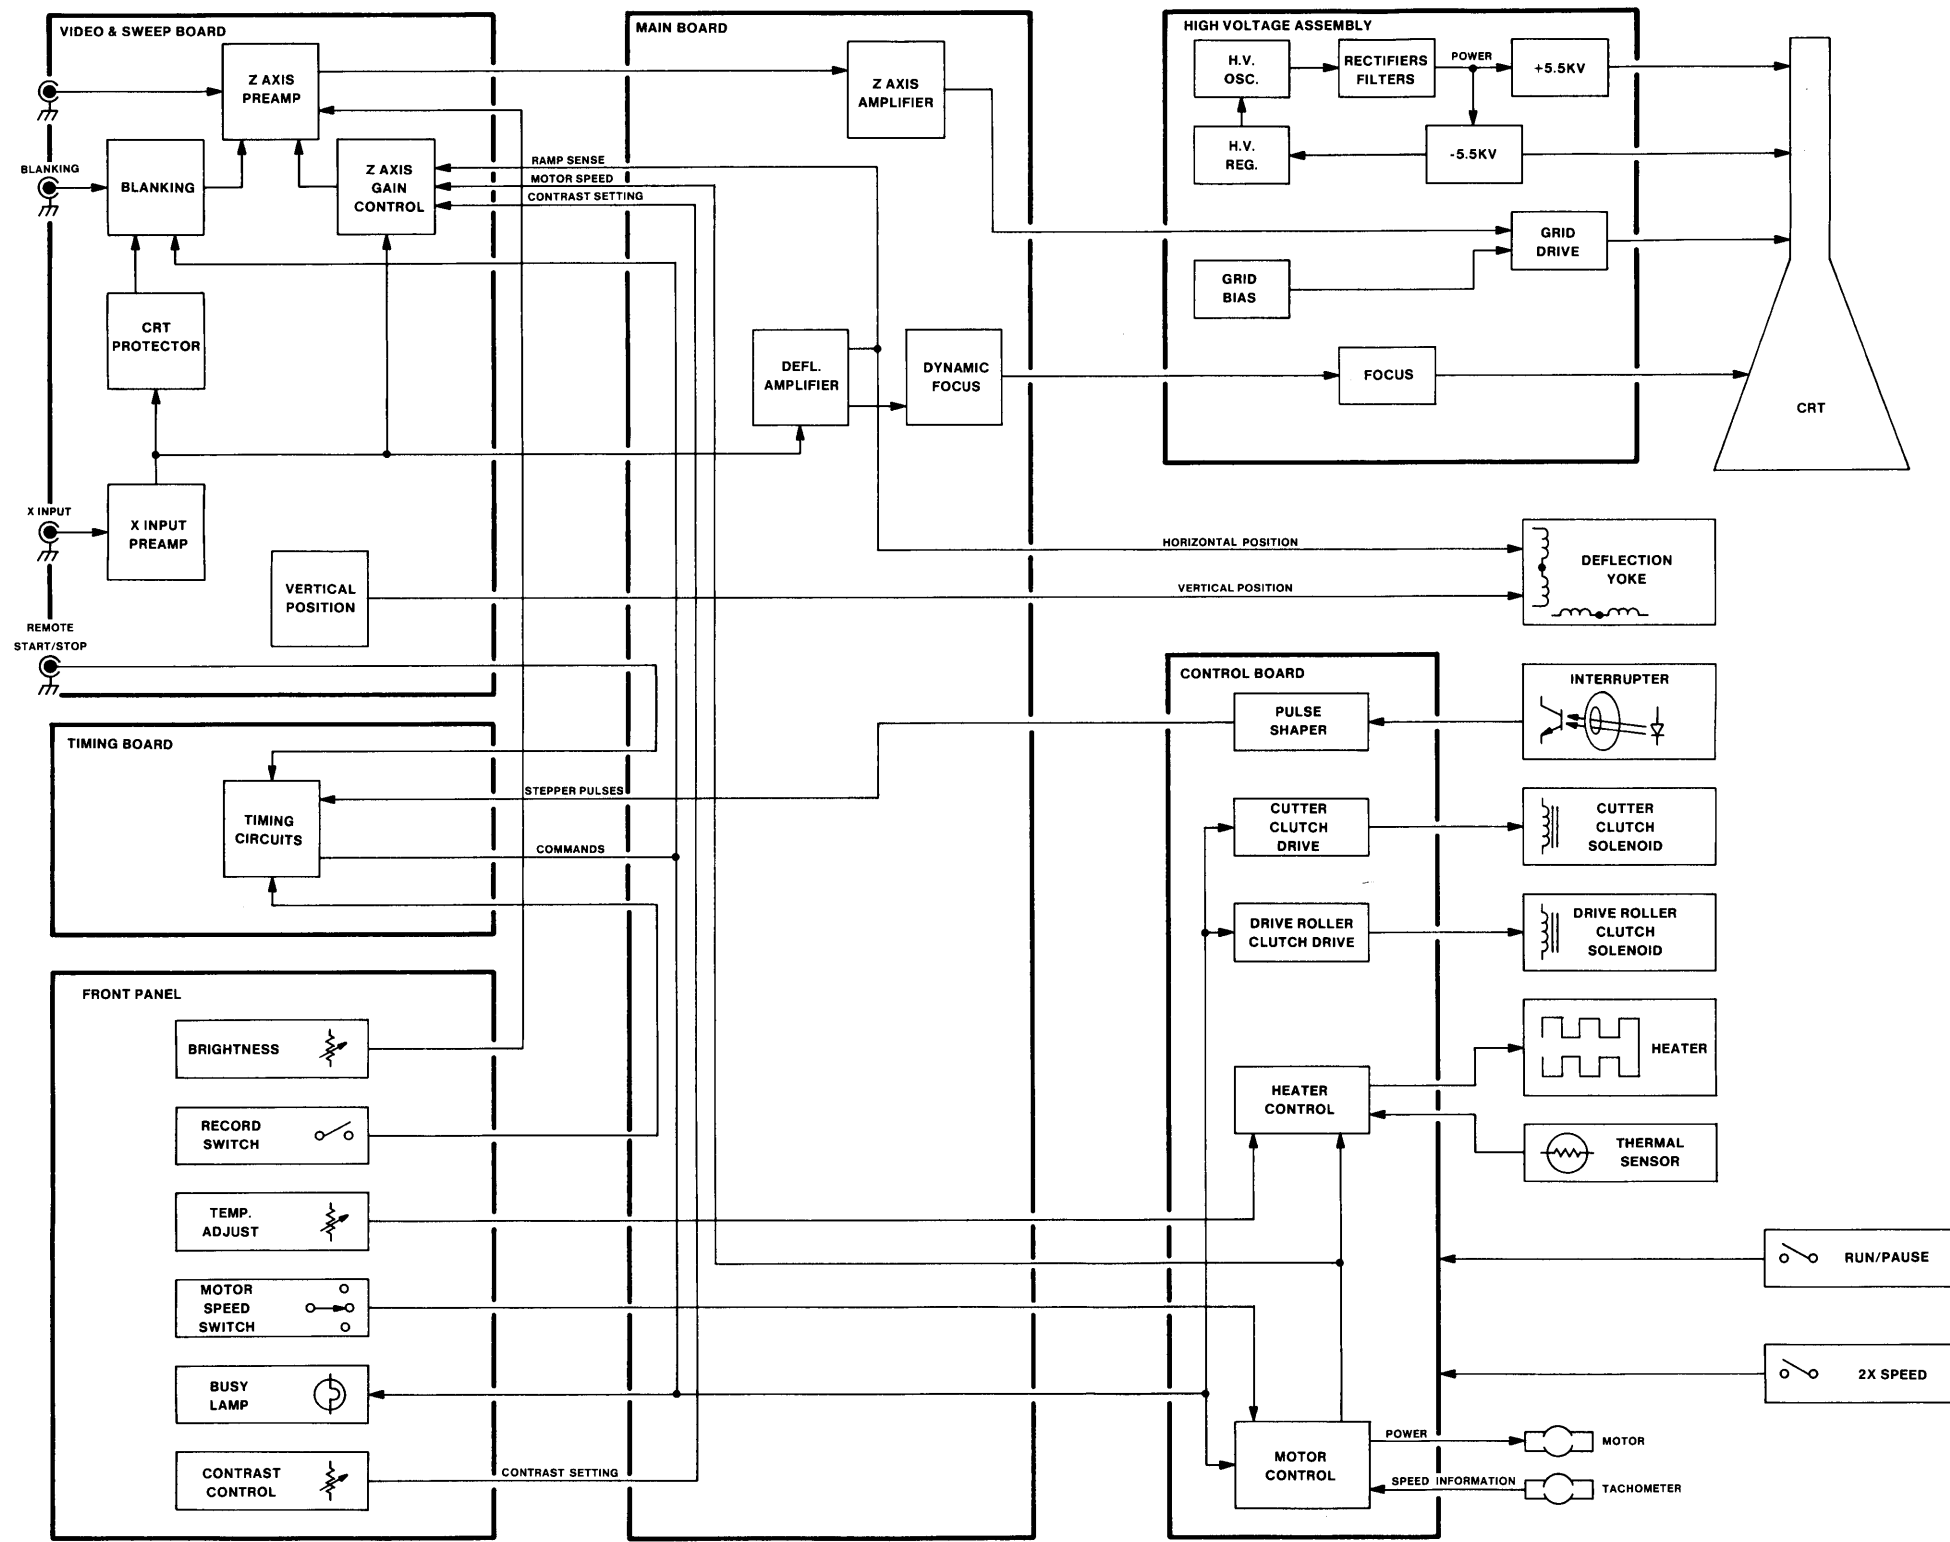 VIDEO & SWEEP BOARD
Z AXIS
PREAMP
BLANKING
BLANKING
Z AXIS
GAIN
CONTROL
CRT
PROTECTOR
X INPUT
X INPUT
PREAMP
VERTICAL
POSITION
REMOTE
START/STOP
RAMP SENSE
MOTOR SPEED
CONTRAST SETTING
MAIN BOARD
Z AXIS
AMPLIFIER
DEFL.
AMPLIFIER
DYNAMIC
FOCUS
HIGH VOLTAGE ASSEMBLY
H.V.
OSC.
RECTIFIERS
FILTERS
POWER
+5.5KV
H.V.
REG.
-5.5KV
GRID
DRIVE
GRID
BIAS
FOCUS
CRT
HORIZONTAL POSITION
VERTICAL POSITION
DEFLECTION
YOKE
TIMING BOARD
TIMING
CIRCUITS
STEPPER PULSES
COMMANDS
CONTROL BOARD
PULSE
SHAPER
INTERRUPTER
CUTTER
CLUTCH
DRIVE
CUTTER
CLUTCH
SOLENOID
DRIVE ROLLER
CLUTCH DRIVE
DRIVE ROLLER
CLUTCH
SOLENOID
HEATER
CONTROL
HEATER
THERMAL
SENSOR
RUN/PAUSE
2X SPEED
MOTOR
CONTROL
POWER
MOTOR
SPEED INFORMATION
TACHOMETER
FRONT PANEL
BRIGHTNESS
RECORD
SWITCH
TEMP.
ADJUST
MOTOR
SPEED
SWITCH
BUSY
LAMP
CONTRAST
CONTROL
CONTRAST SETTING